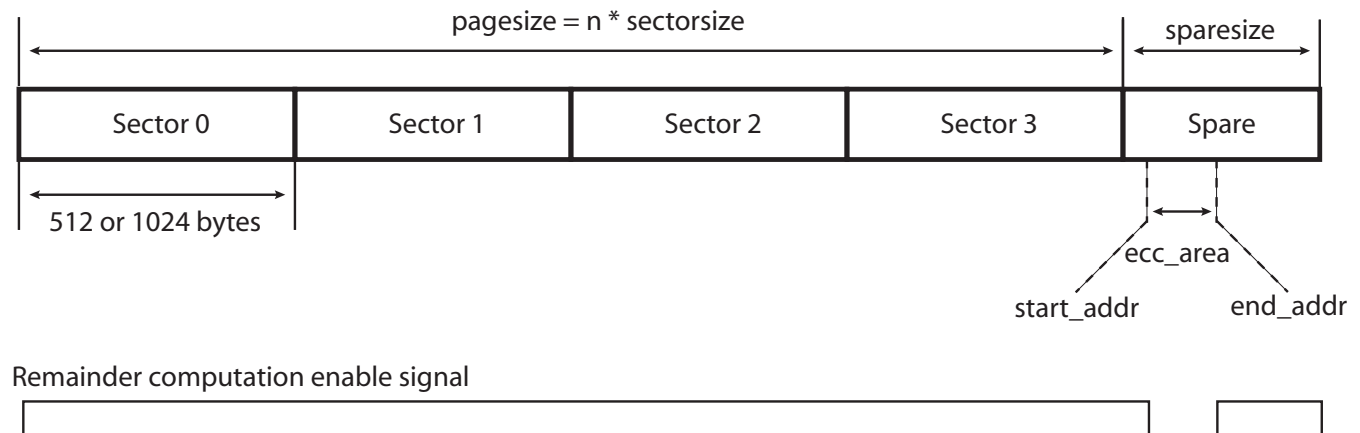 pagesize = n * sectorsize
sparesize
Sector 0
Sector 1
Sector 2
Sector 3
Spare
512 or 1024 bytes
ecc_area
start_addr
end_addr
Remainder computation enable signal